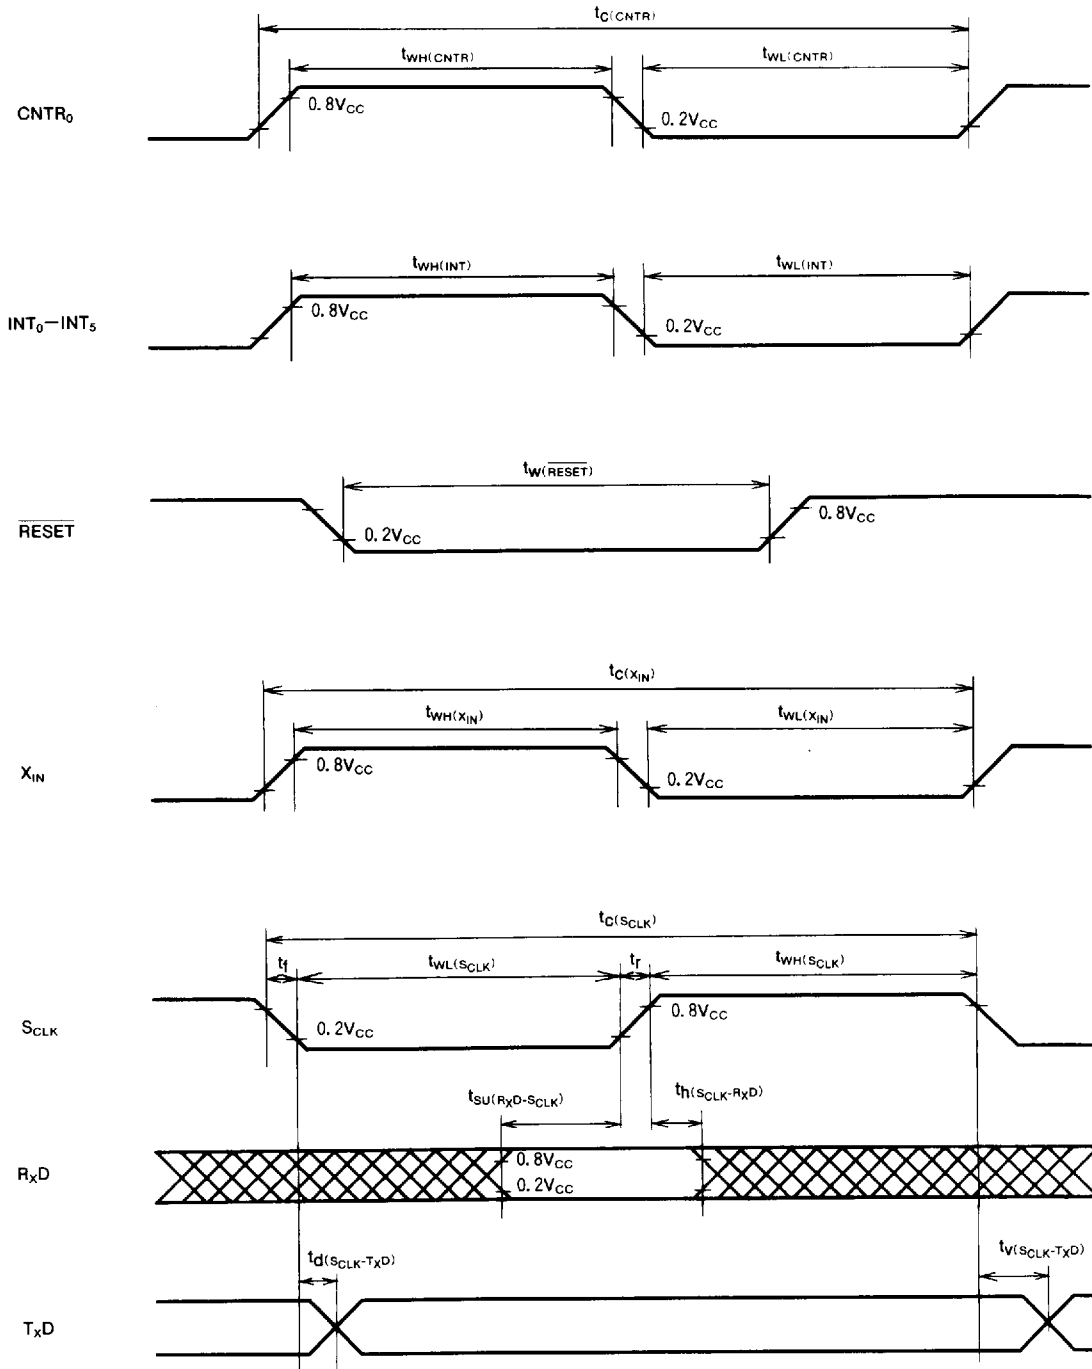 tC(CNTR)
tWH(CNTR) tWL(CNTR)
CNTR0 0.8VCC 0.2VCC
tWH(INT) tWL(INT)
INT0—INT5 0.8VCC 0.2VCC
tW(RESET)
RESET 0.2VCC 0.8VCC
tC(XIN)
tWH(XIN) tWL(XIN)
XIN 0.8VCC 0.2VCC
tC(SCLK)
tf tWL(SCLK) tr tWH(SCLK)
SCLK 0.2VCC 0.8VCC
tSU(RXD-SCLK) th(SCLK-RXD)
RXD 0.8VCC
0.2VCC
td(SCLK-TXD) tV(SCLK-TXD)
TXD